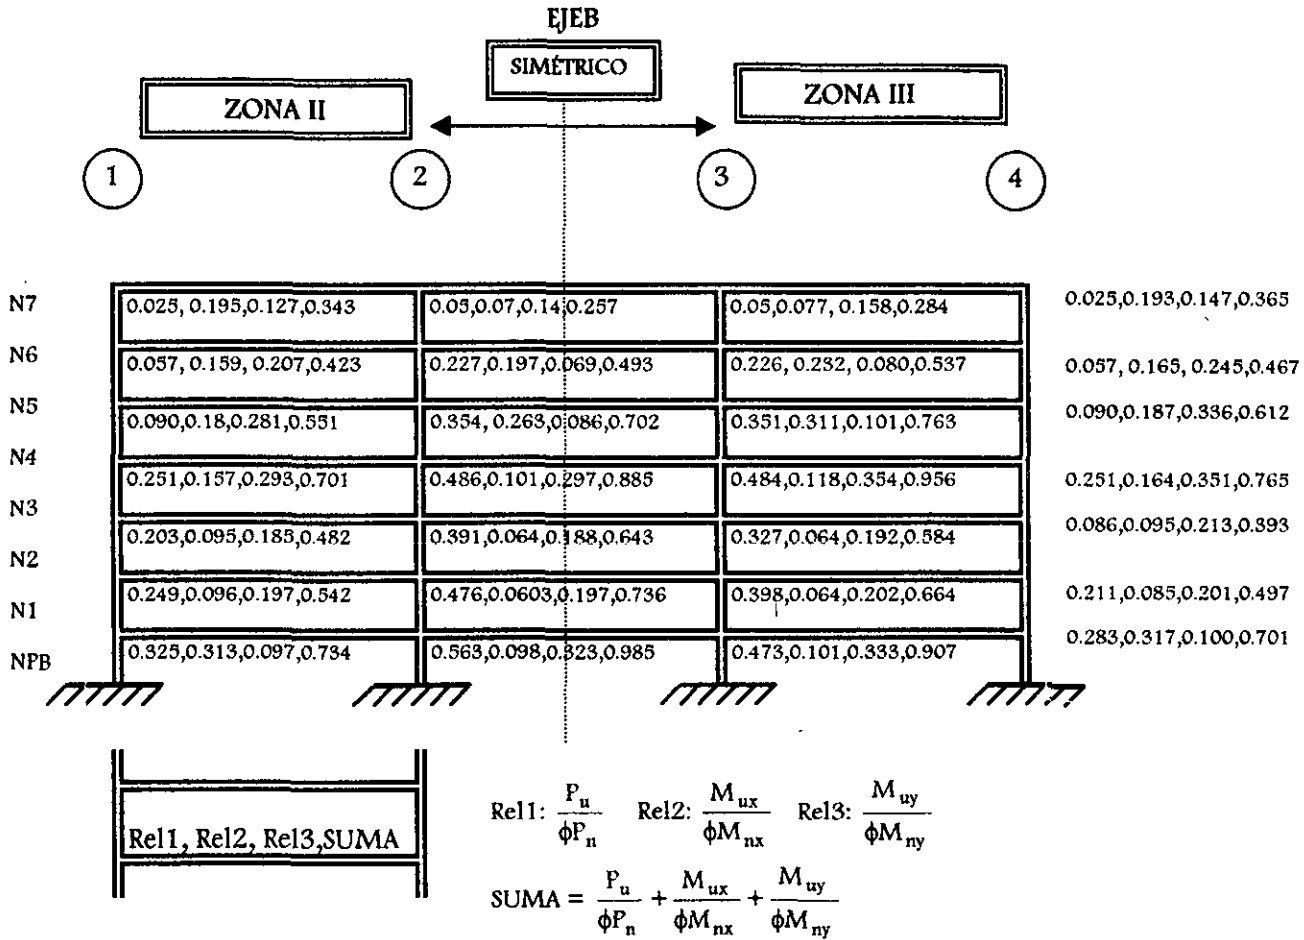 EJEB
SIMÉTRICO
ZONA II
ZONA III
1
2
3
4
N7
0.025, 0.195,0.127,0.343
0.05,0.07,0.14,0.257
0.05,0.077, 0.158,0.284
0.025,0.193,0.147,0.365
N6
0.057, 0.159, 0.207,0.423
0.227,0.197,0.069,0.493
0.226, 0.232, 0.080,0.537
0.057, 0.165, 0.245,0.467
N5
0.090,0.18,0.281,0.551
0.354, 0.263,0.086,0.702
0.351,0.311,0.101,0.763
0.090,0.187,0.336,0.612
N4
0.251,0.157,0.293,0.701
0.486,0.101,0.297,0.885
0.484,0.118,0.354,0.956
0.251,0.164,0.351,0.765
N3
0.203,0.095,0.183,0.482
0.391,0.064,0.188,0.643
0.327,0.064,0.192,0.584
0.086,0.095,0.213,0.393
N2
0.249,0.096,0.197,0.542
0.476,0.0603,0.197,0.736
0.398,0.064,0.202,0.664
0.211,0.085,0.201,0.497
N1
0.325,0.313,0.097,0.734
0.563,0.098,0.323,0.985
0.473,0.101,0.333,0.907
0.283,0.317,0.100,0.701
NPB
Rel1, Rel2, Rel3,SUMA
Rel1: P_u/ϕP_n Rel2: M_ux/ϕM_nx Rel3: M_uy/ϕM_ny
SUMA = P_u/ϕP_n + M_ux/ϕM_nx + M_uy/ϕM_ny